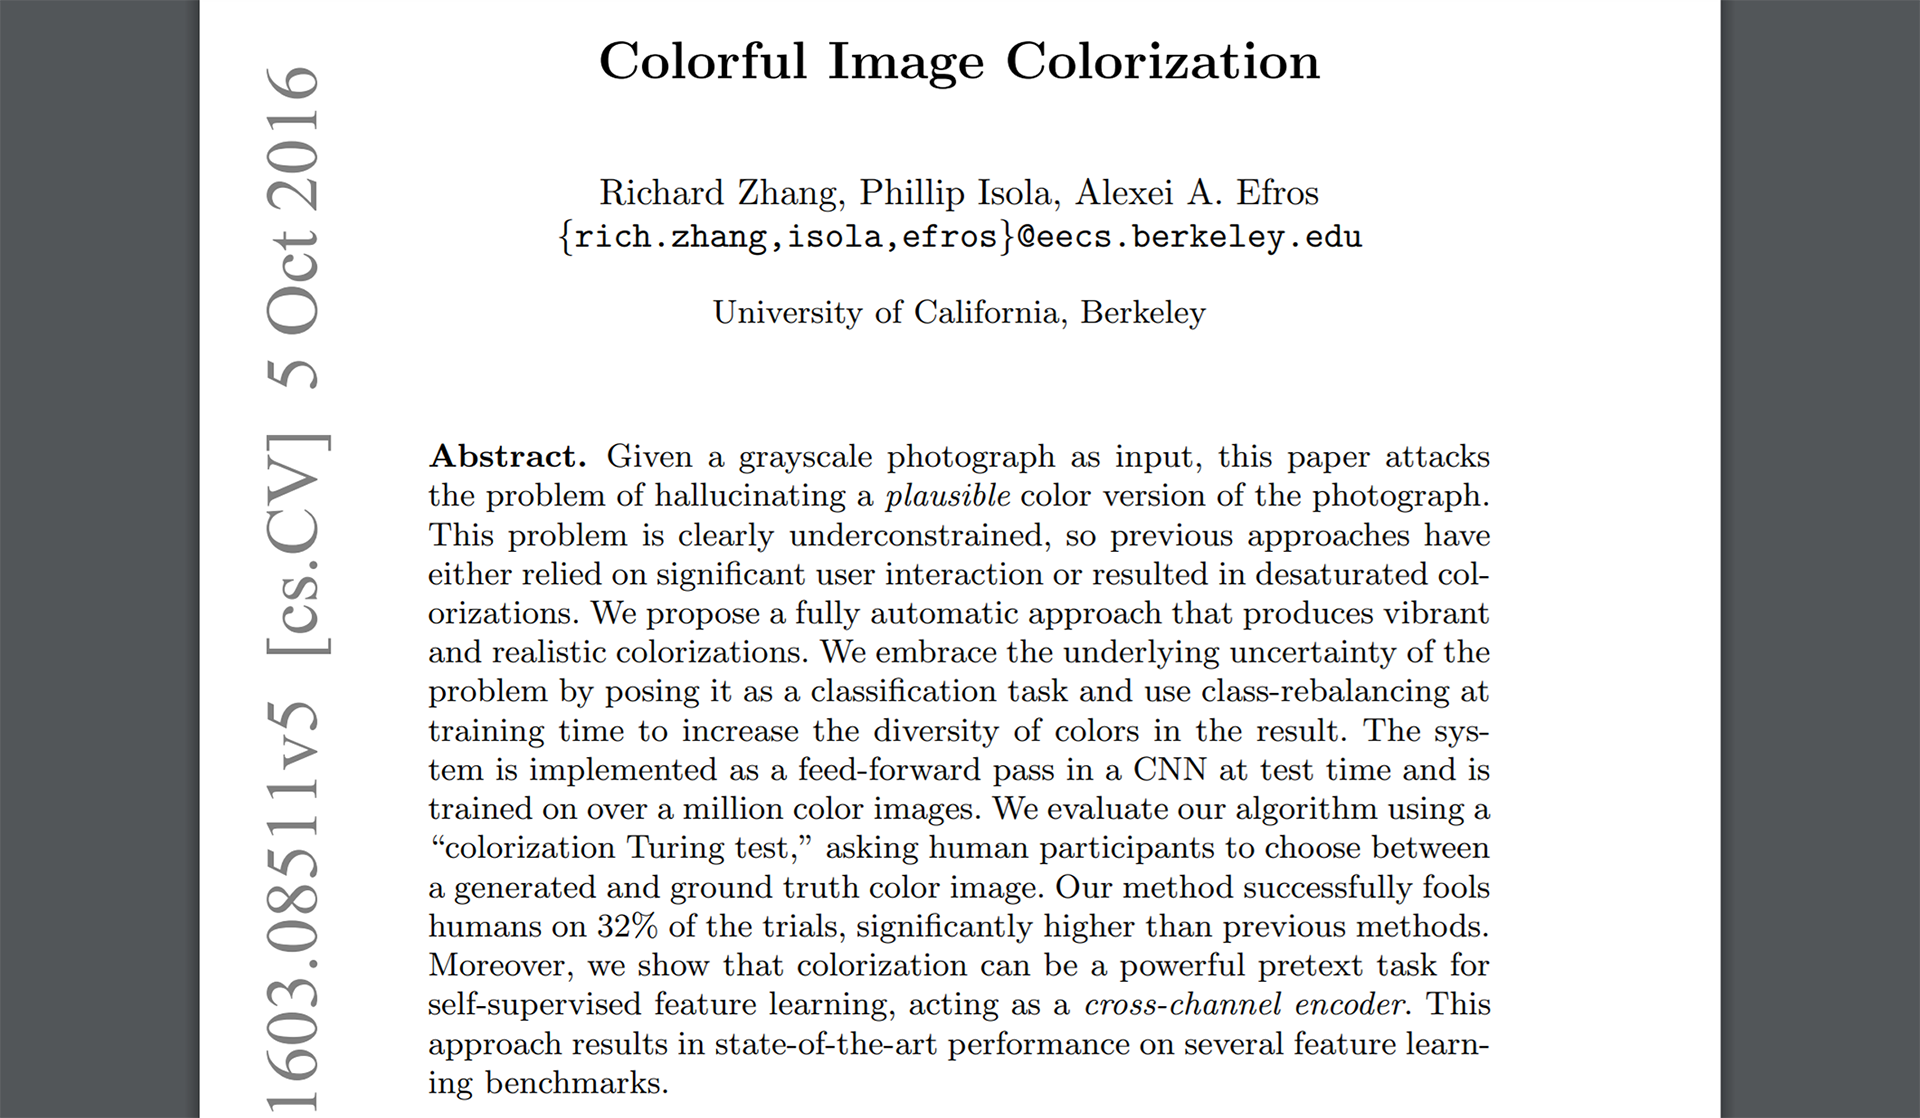 Colorful Image Colorization
Richard Zhang, Phillip Isola, Alexei A. Efros
{rich.zhang,isola,efros}@eecs.berkeley.edu
University of California, Berkeley
Abstract. Given a grayscale photograph as input, this paper attacks
the problem of hallucinating a plausible color version of the photograph.
This problem is clearly underconstrained, so previous approaches have
either relied on significant user interaction or resulted in desaturated col-
orizations. We propose a fully automatic approach that produces vibrant
and realistic colorizations. We embrace the underlying uncertainty of the
problem by posing it as a classification task and use class-rebalancing at
training time to increase the diversity of colors in the result. The sys-
tem is implemented as a feed-forward pass in a CNN at test time and is
trained on over a million color images. We evaluate our algorithm using a
“colorization Turing test,” asking human participants to choose between
a generated and ground truth color image. Our method successfully fools
humans on 32% of the trials, significantly higher than previous methods.
Moreover, we show that colorization can be a powerful pretext task for
self-supervised feature learning, acting as a cross-channel encoder. This
approach results in state-of-the-art performance on several feature learn-
ing benchmarks.
1603.08511v5 [cs.CV] 5 Oct 2016